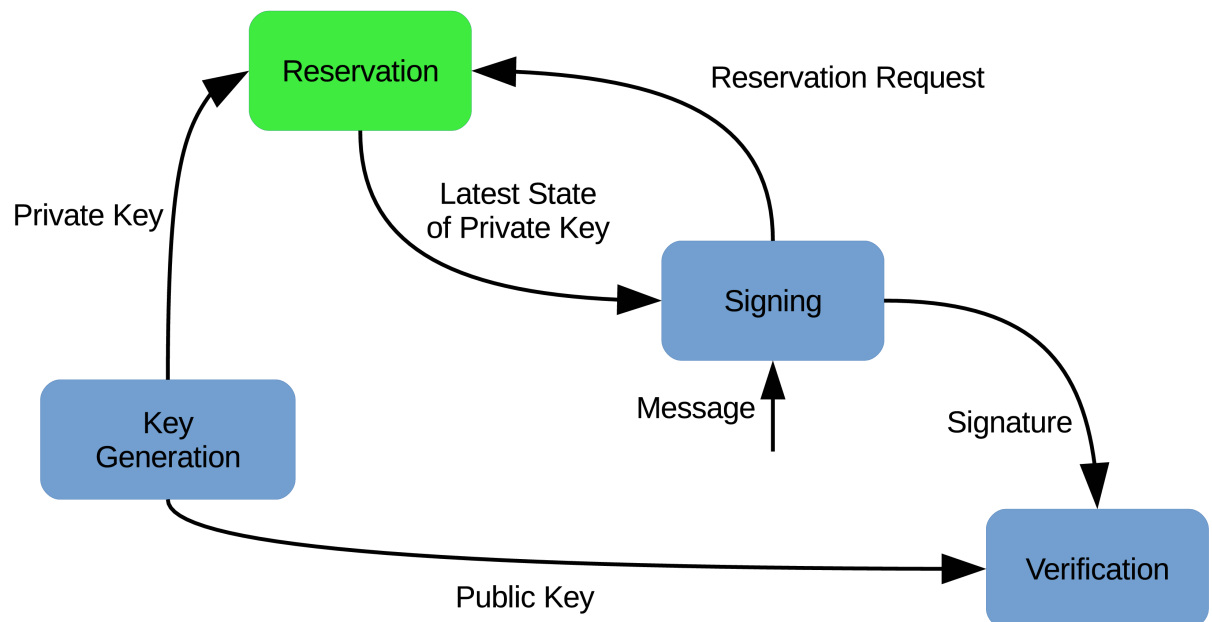 Reservation
Reservation Request
Latest State
of Private Key
Private Key
Signing
Message
Signature
Key
Generation
Verification
Public Key